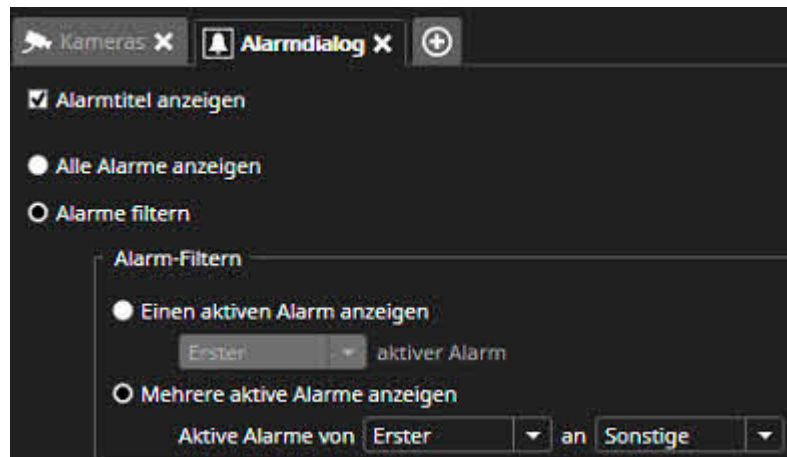 Kameras Alarmdialog
Alarmtitel anzeigen
Alle Alarme anzeigen
Alarme filtern
Alarm-Filtern
Einen aktiven Alarm anzeigen
Erster aktiver Alarm
Mehrere aktive Alarme anzeigen
Aktive Alarme von Erster an Sonstige